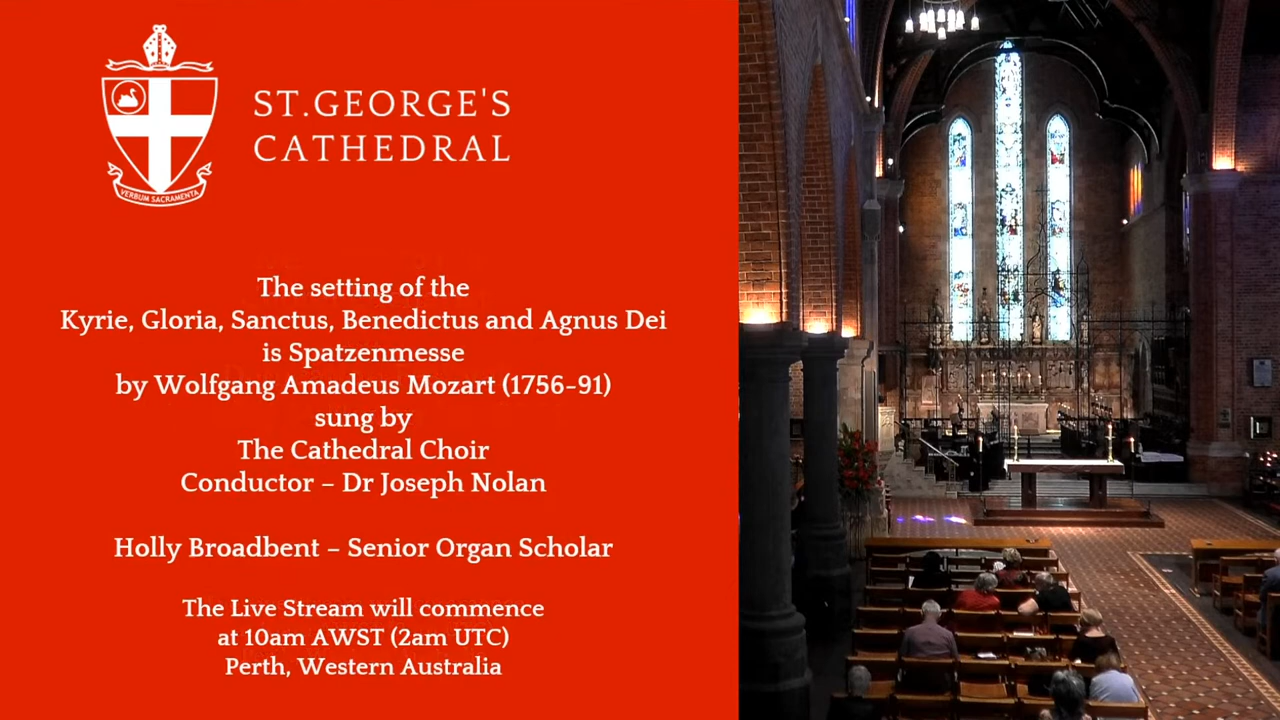 ST.GEORGE'S
CATHEDRAL
VERBUM SACRAMENTA
The setting of the
Kyrie, Gloria, Sanctus, Benedictus and Agnus Dei
is Spatzenmesse
by Wolfgang Amadeus Mozart (1756-91)
sung by
The Cathedral Choir
Conductor – Dr Joseph Nolan
Holly Broadbent – Senior Organ Scholar
The Live Stream will commence
at 10am AWST (2am UTC)
Perth, Western Australia